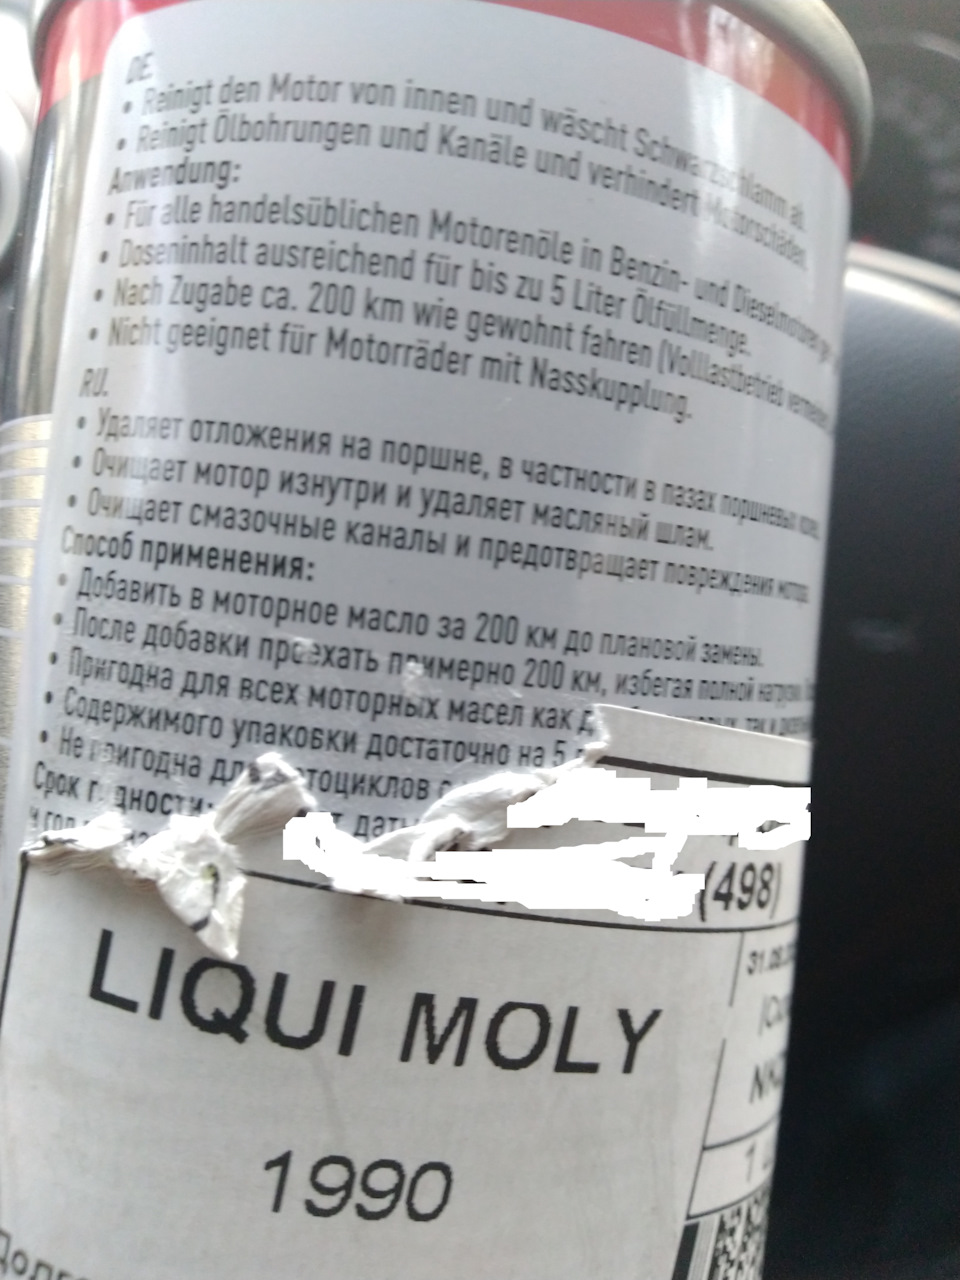 DE
• Reinigt den Motor von innen und wäscht Schwarzschlamm ab.
• Reinigt Ölbohrungen und Kanäle und verhindert Motorschäden.
Anwendung:
• Für alle handelsüblichen Motorenöle in Benzin- und Dieselmotoren
• Doseninhalt ausreichend für bis zu 5 Liter Ölfüllmenge.
• Nach Zugabe ca. 200 km wie gewohnt fahren (Volllastbetrieb
• Nicht geeignet für Motorräder mit Nasskupplung.
RU.
• Удаляет отложения на поршне, в частности в пазах поршневых
• Очищает мотор изнутри и удаляет масляный шлам.
• Очищает смазочные каналы и предотвращает повреждения мотора.
Способ применения:
• Добавить в моторное масло за 200 км до плановой замены.
• После добавки проехать примерно 200 км, избегая полной нагрузки
• Пригодна для всех моторных масел как так и
• Содержимого упаковки достаточно на 5
• Не пригодна для мотоциклов
Срок годности: даты
(498)
31.08.
LIQUI MOLY
1990